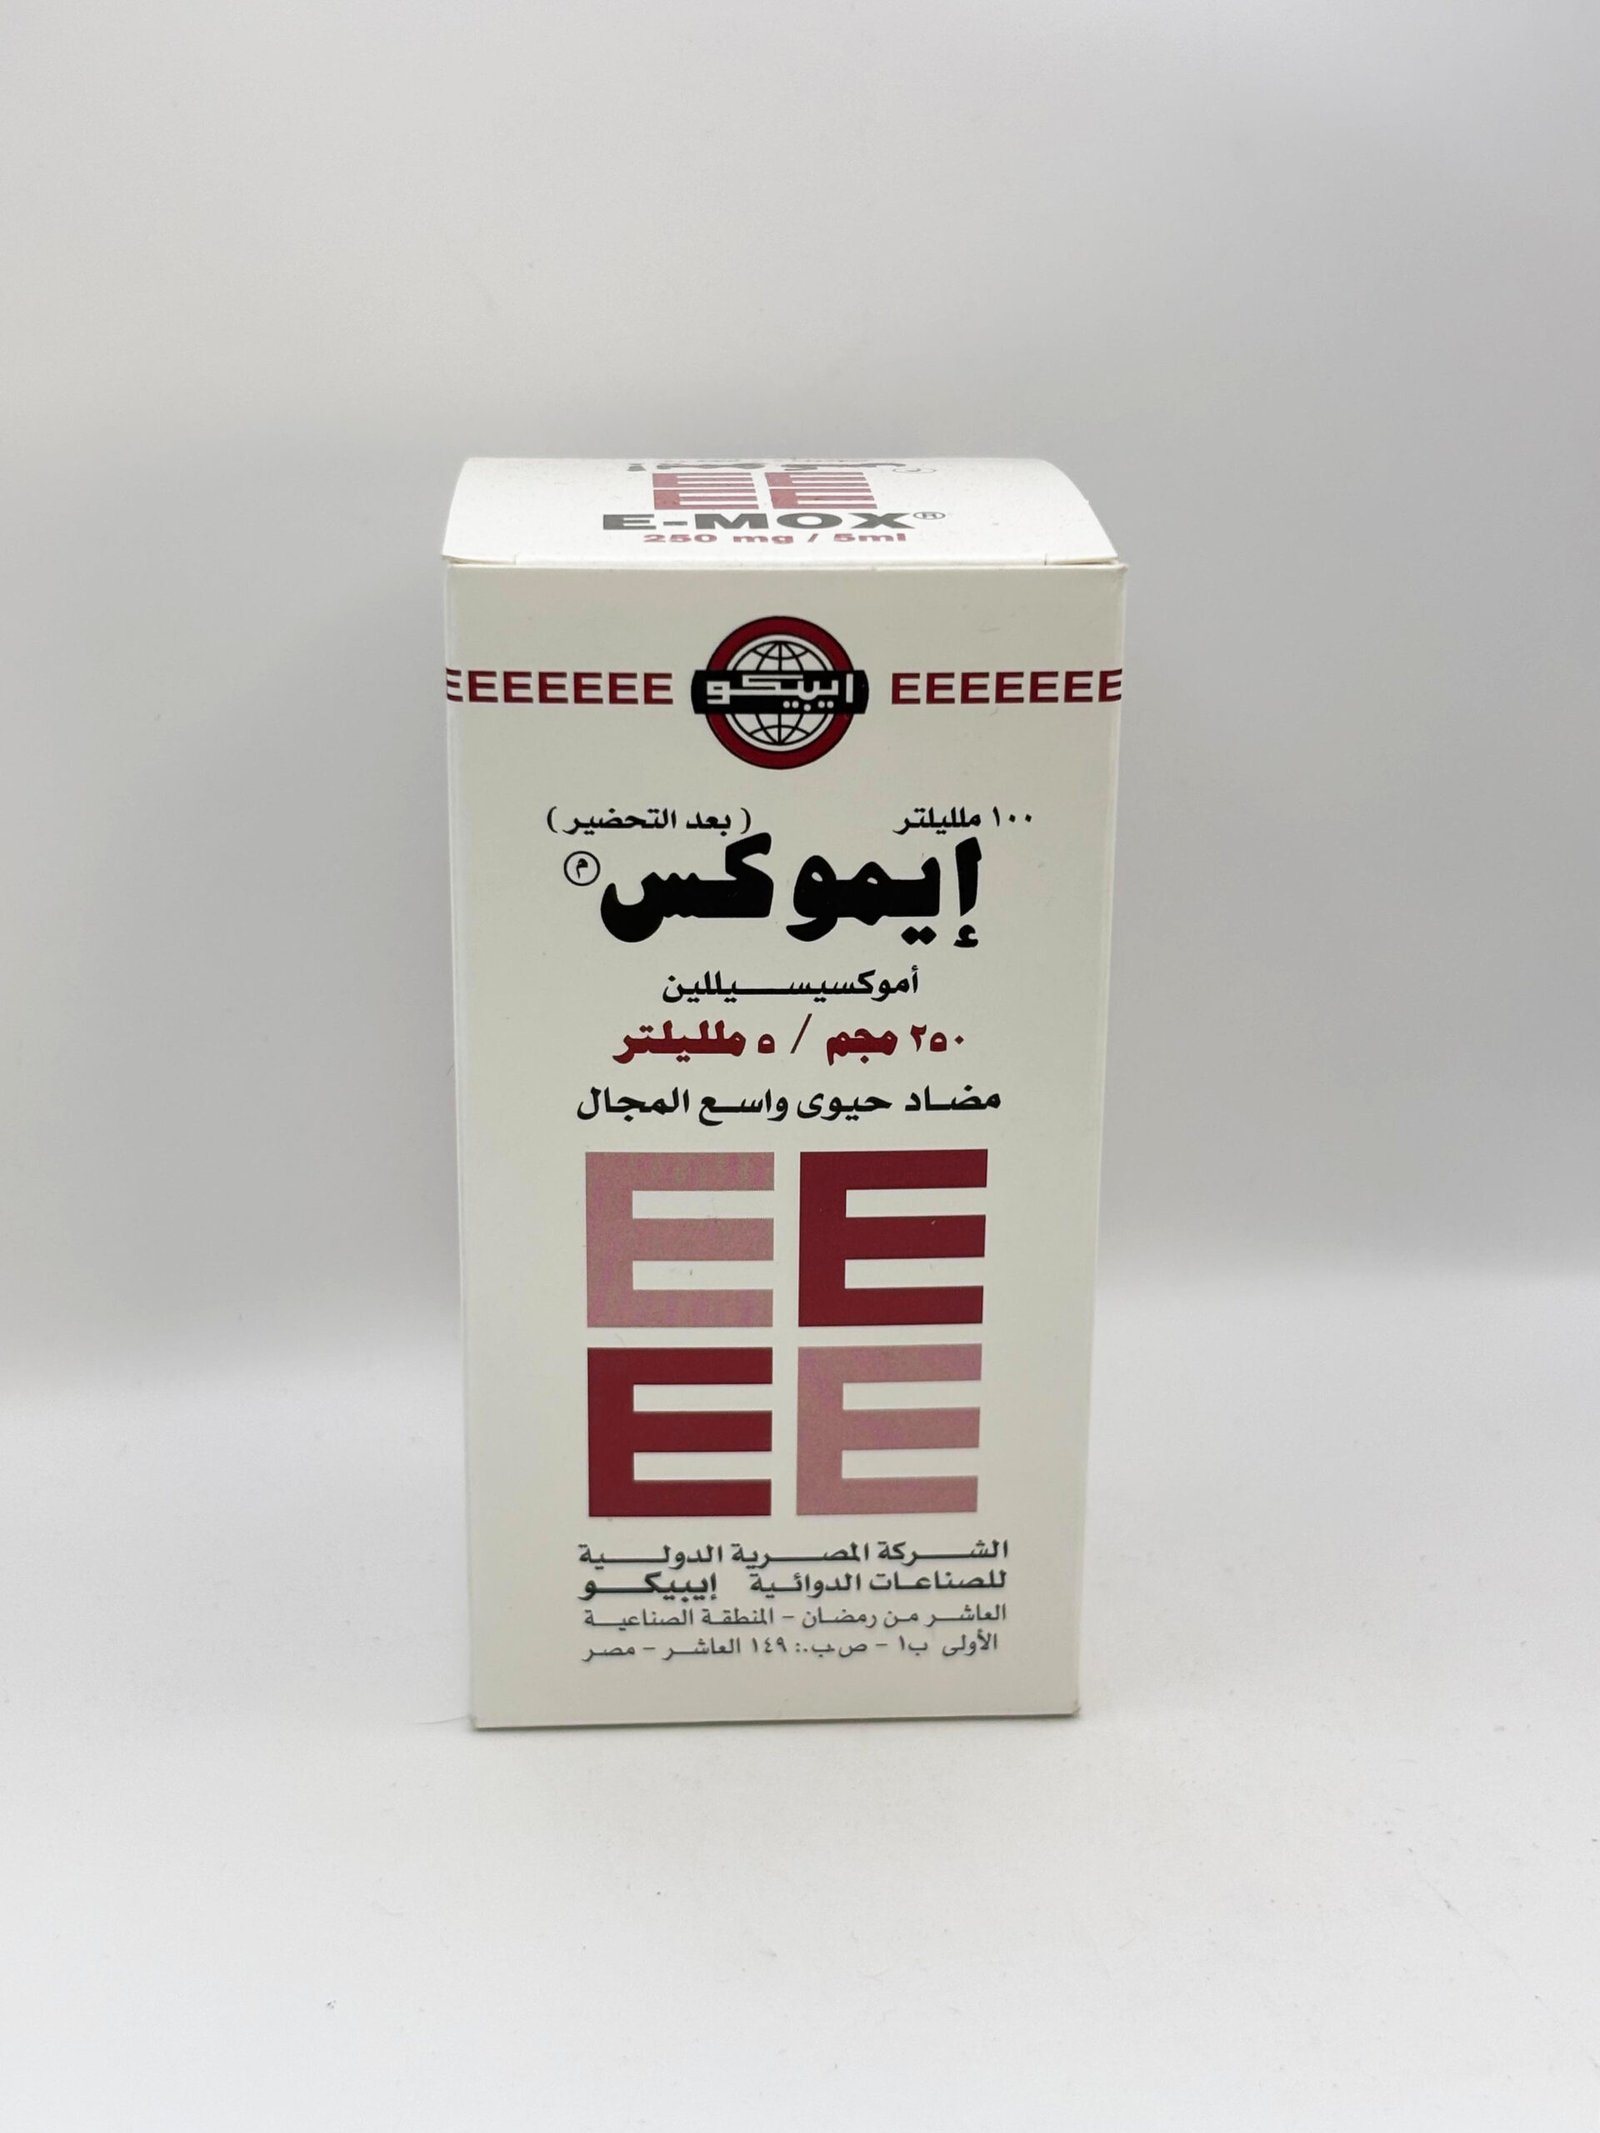 EE
E-MOX®
250 mg / 5ml
EEEEEEE ايبيكو EEEEEEE
١٠٠ ملليلتر (بعد التحضير)
إيموكس م
أموكسيسيللين
٢٥٠ مجم / ٥ ملليلتر
مضاد حيوى واسع المجال
E E
E E
الشركة المصرية الدولية
للصناعات الدوائية إيبيكو
العاشر من رمضان - المنطقة الصناعية
الأولى ب١ - ص.ب.: ١٤٩ العاشر - مصر